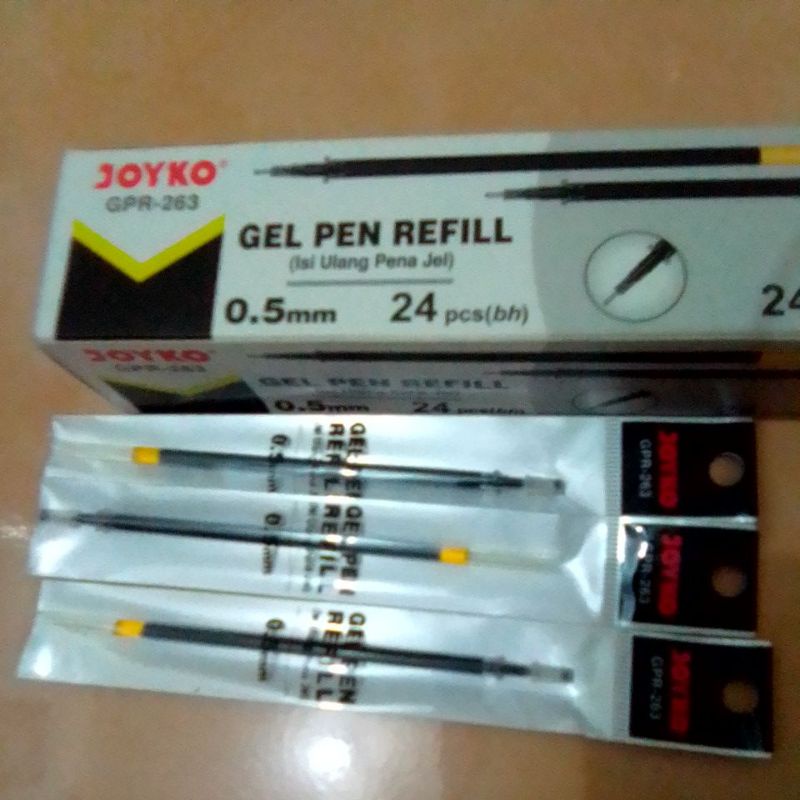 JOYKO®
GPR-263
GEL PEN REFILL
(Isi Ulang Pena Jel)
0.5mm 24 pcs(bh)
24
JOYKO
GPR-263
GEL PEN REFILL
0.5mm 24 pcs(bh)
GEL PEN
REFILL
0.5mm
JOYKO
GPR-263
GEL PEN
REFILL
0.5mm
JOYKO
GPR-263
GEL PEN
REFILL
JOYKO
GPR-263